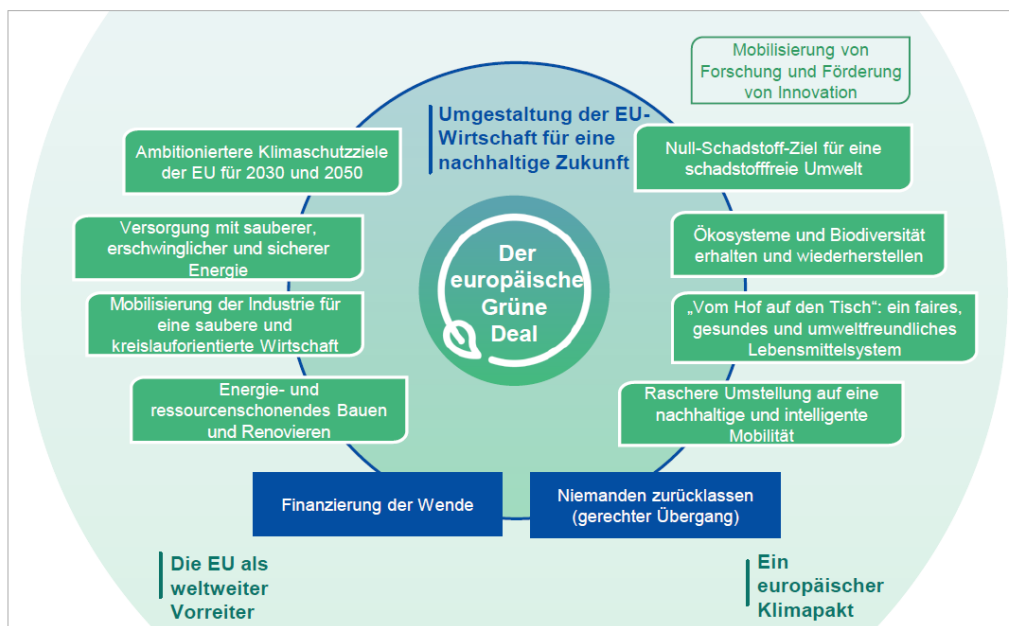 Mobilisierung von
Forschung und Förderung
von Innovation
Umgestaltung der EU-
Wirtschaft für eine
nachhaltige Zukunft
Ambitioniertere Klimaschutzziele
der EU für 2030 und 2050
Null-Schadstoff-Ziel für eine
schadstofffreie Umwelt
Versorgung mit sauberer,
erschwinglicher und sicherer
Energie
Ökosysteme und Biodiversität
erhalten und wiederherstellen
Der
europäische
Grüne
Deal
Mobilisierung der Industrie für
eine saubere und
kreislauforientierte Wirtschaft
„Vom Hof auf den Tisch“: ein faires,
gesundes und umweltfreundliches
Lebensmittelsystem
Energie- und
ressourcenschonendes Bauen
und Renovieren
Raschere Umstellung auf eine
nachhaltige und intelligente
Mobilität
Finanzierung der Wende
Niemanden zurücklassen
(gerechter Übergang)
Die EU als
weltweiter
Vorreiter
Ein
europäischer
Klimapakt